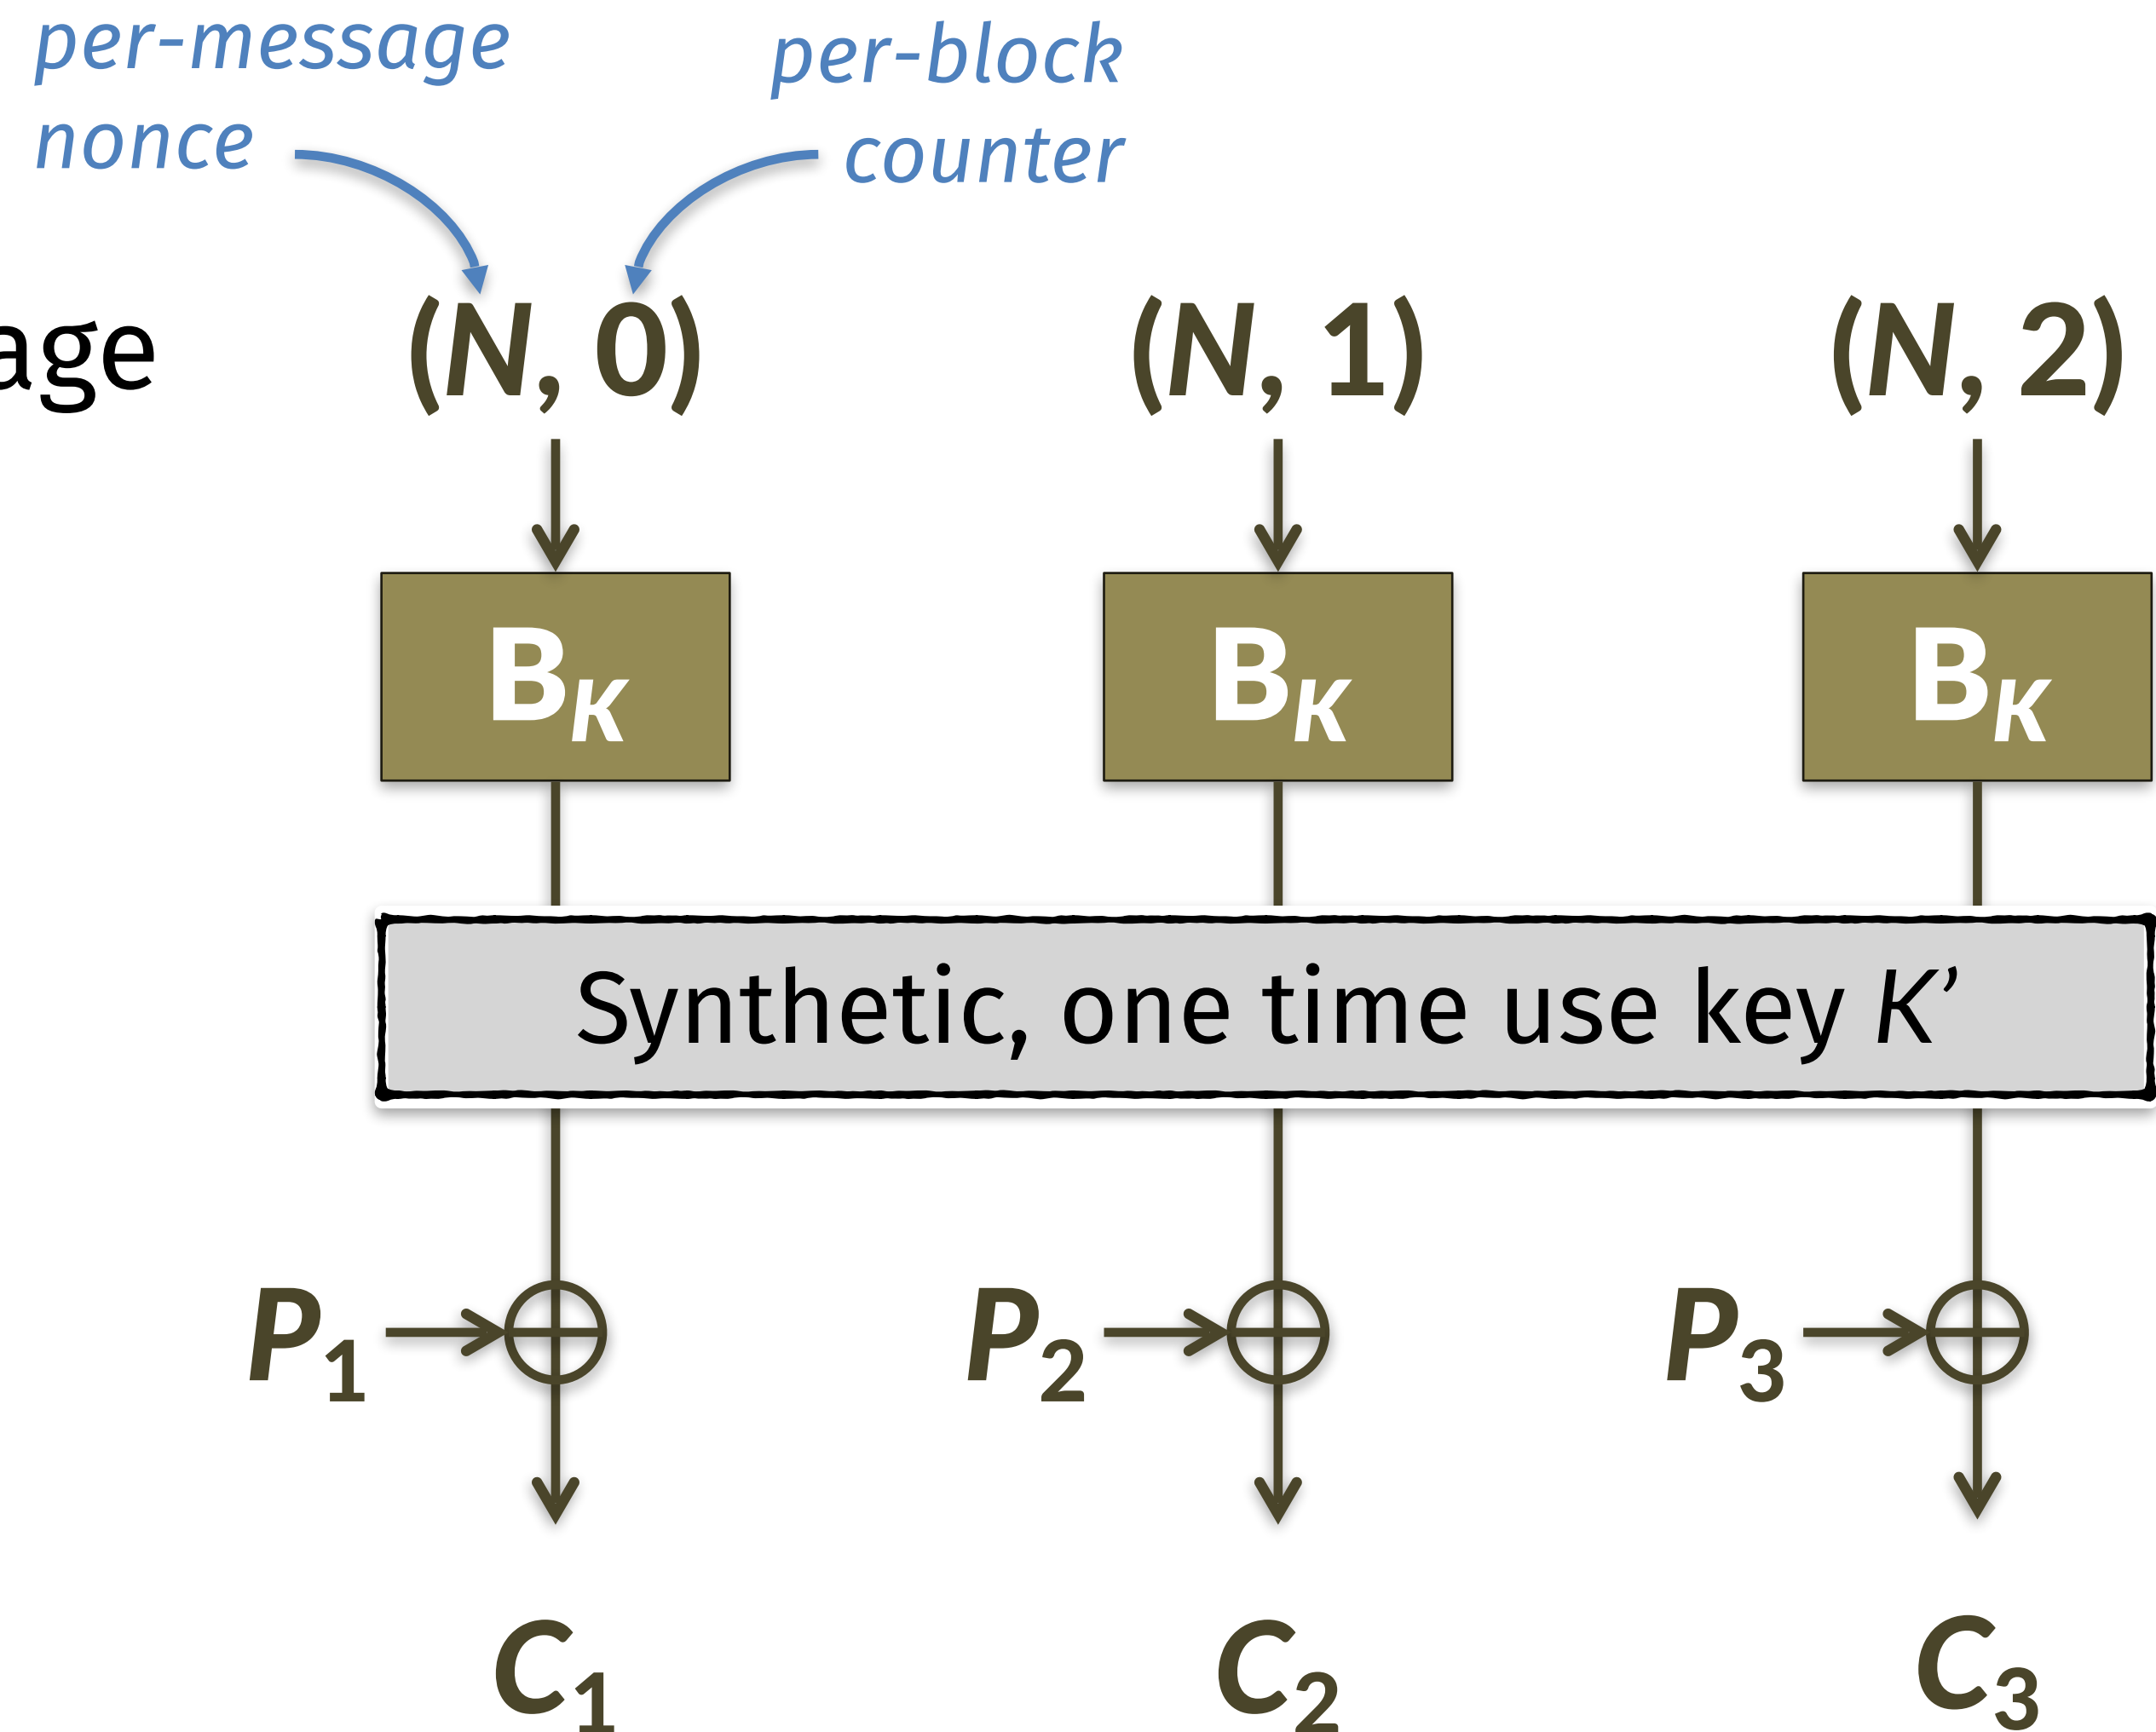 per-message
nonce
per-block
counter
age
(N, 0)
(N, 1)
(N, 2)
BK
BK
BK
Synthetic, one time use key K’
P1
P2
P3
C1
C2
C3